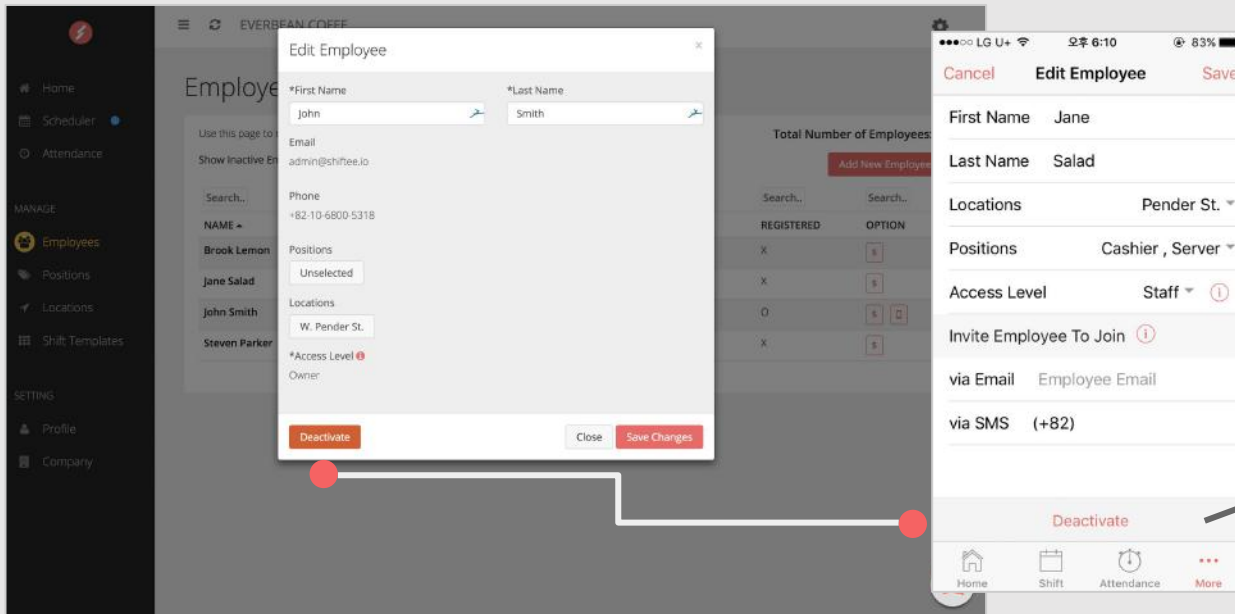 EVERBEAN COFFE
Home
Scheduler
Attendance
MANAGE
Employees
Positions
Locations
Shift Templates
SETTING
Profile
Company
Employe
Use this page to
Show Inactive En
Search..
NAME
Brook Lemon
Jane Salad
John Smith
Steven Parker
Edit Employee
×
*First Name
*Last Name
John
Smith
Email
admin@shiftee.io
Phone
+82-10-6800-5318
Positions
Unselected
Locations
W. Pender St.
*Access Level
Owner
Deactivate
Close
Save Changes
Total Number of Employees:
Add New Employee
Search..
Search..
REGISTERED
OPTION
X
$
X
$
O
$
X
$
LG U+ 오후 6:10 83%
Cancel Edit Employee Save
First Name Jane
Last Name Salad
Locations Pender St.
Positions Cashier , Server
Access Level Staff
Invite Employee To Join
via Email Employee Email
via SMS (+82)
Deactivate
Home Shift Attendance More